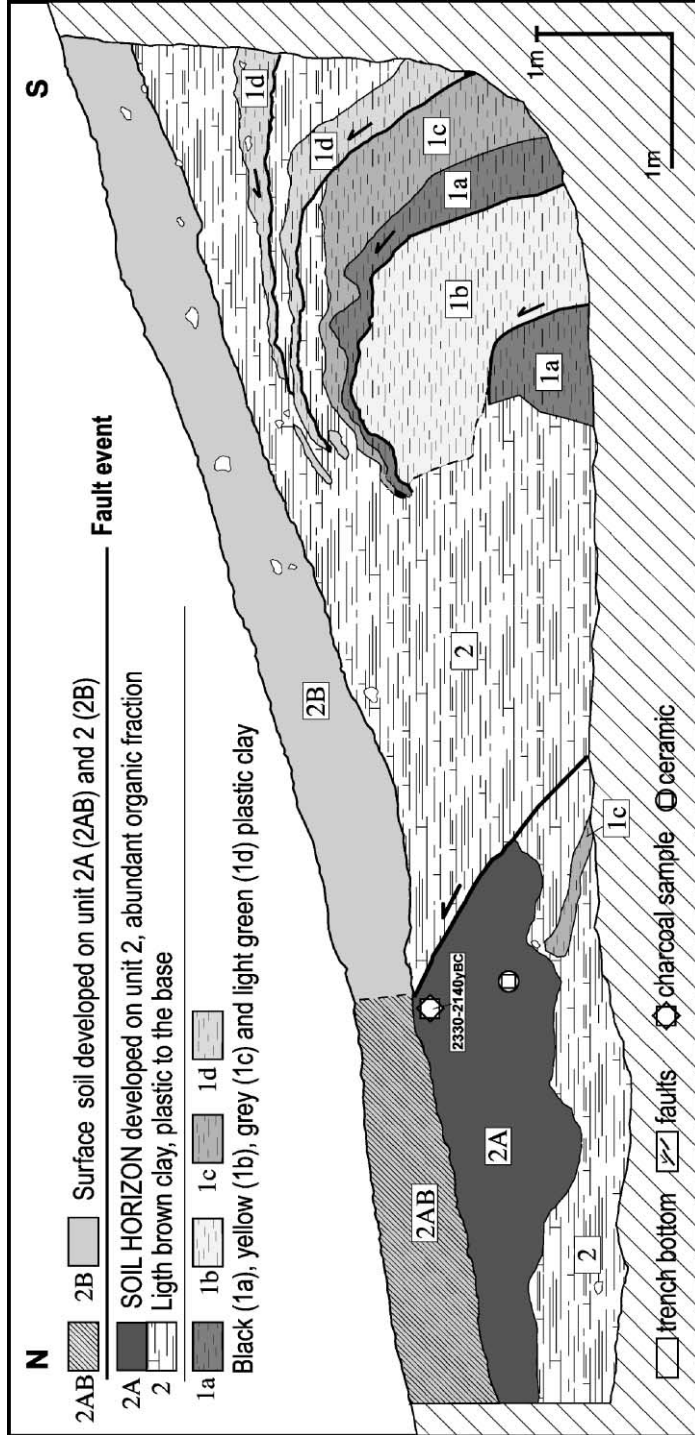 N
S
2AB 2B Surface soil developed on unit 2A (2AB) and 2 (2B)
Fault event
2A SOIL HORIZON developed on unit 2, abundant organic fraction
2 Ligth brown clay, plastic to the base
1a 1b 1c 1d
Black (1a), yellow (1b), grey (1c) and light green (1d) plastic clay
1d
1d
1c
1a
1b
1a
2B
2
2AB
2A
2330-2140yBC
2
1c
1m
1m
trench bottom faults charcoal sample ceramic